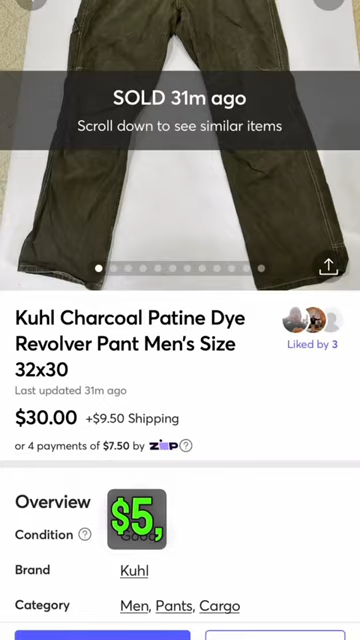 SOLD 31m ago
Scroll down to see similar items
Kuhl Charcoal Patine Dye
Revolver Pant Men's Size
32x30
Liked by 3
Last updated 31m ago
$30.00 +$9.50 Shipping
or 4 payments of $7.50 by ZIP ?
Overview
$5,
Condition ?
Brand Kuhl
Category Men, Pants, Cargo